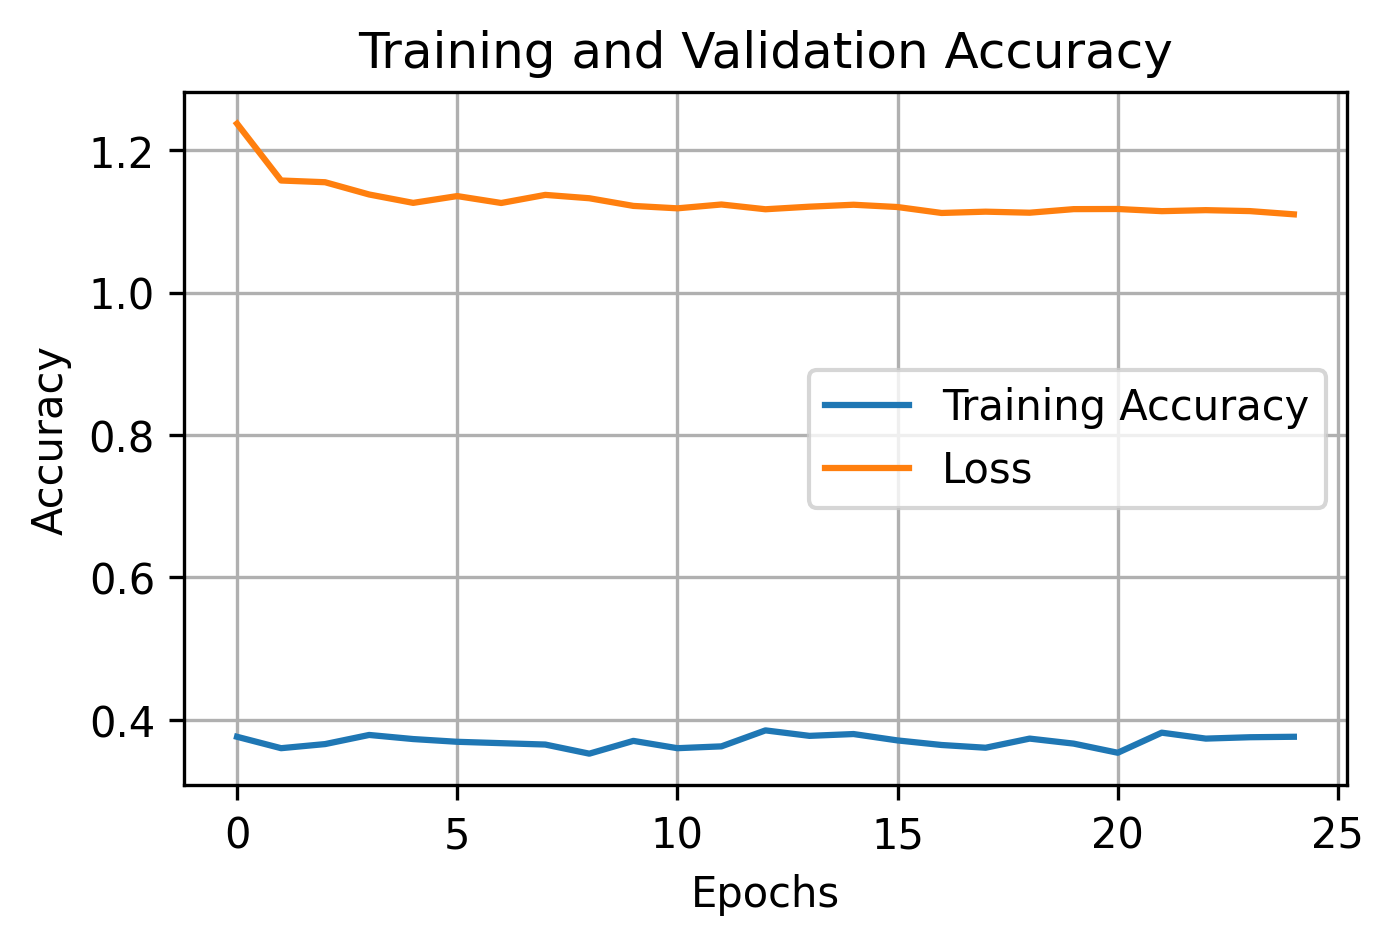 Training and Validation Accuracy
1.2
1.0
0.8
0.6
0.4
Accuracy
Training Accuracy
Loss
0 5 10 15 20 25
Epochs